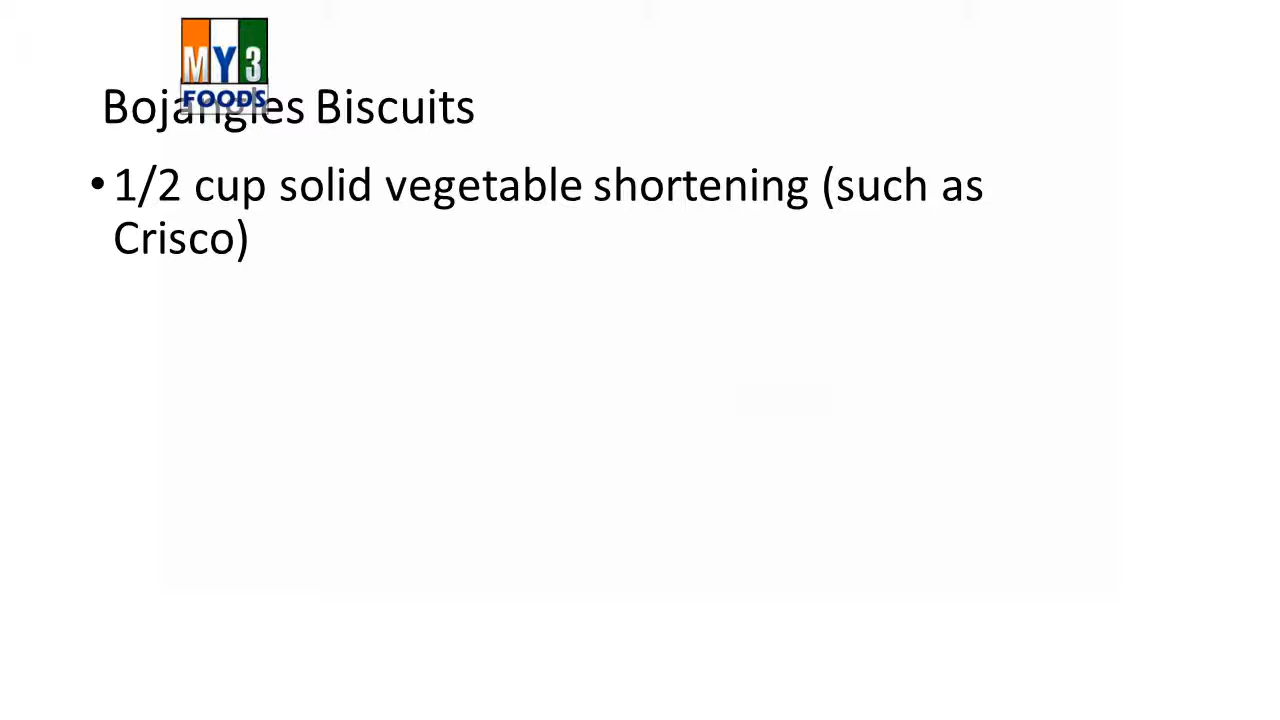 MY3
FOODS
Bojangles Biscuits
•1/2 cup solid vegetable shortening (such as
Crisco)